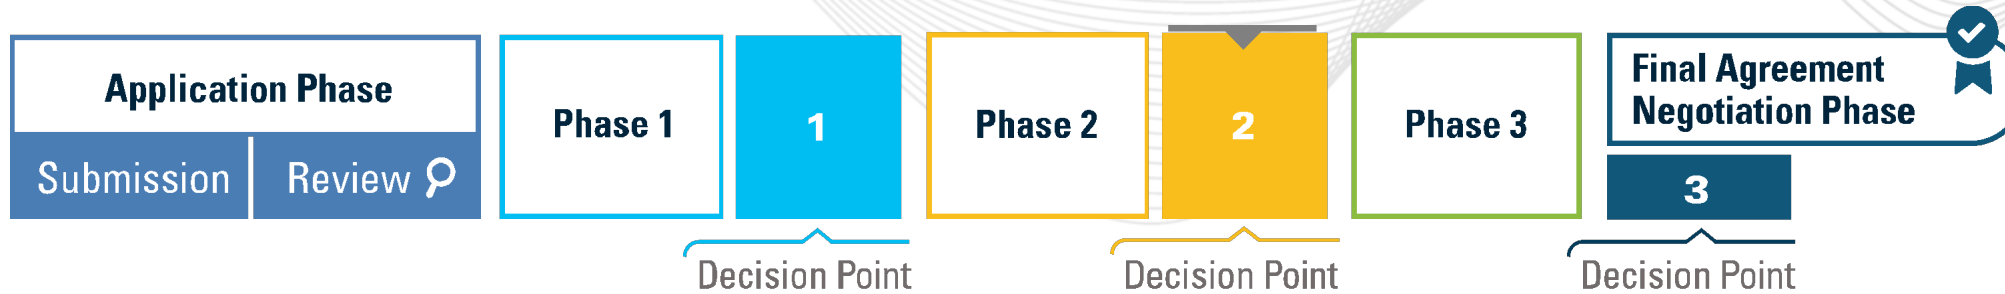 Application Phase
Submission
Review
Phase 1
1
Decision Point
Phase 2
2
Decision Point
Phase 3
Final Agreement
Negotiation Phase
3
Decision Point